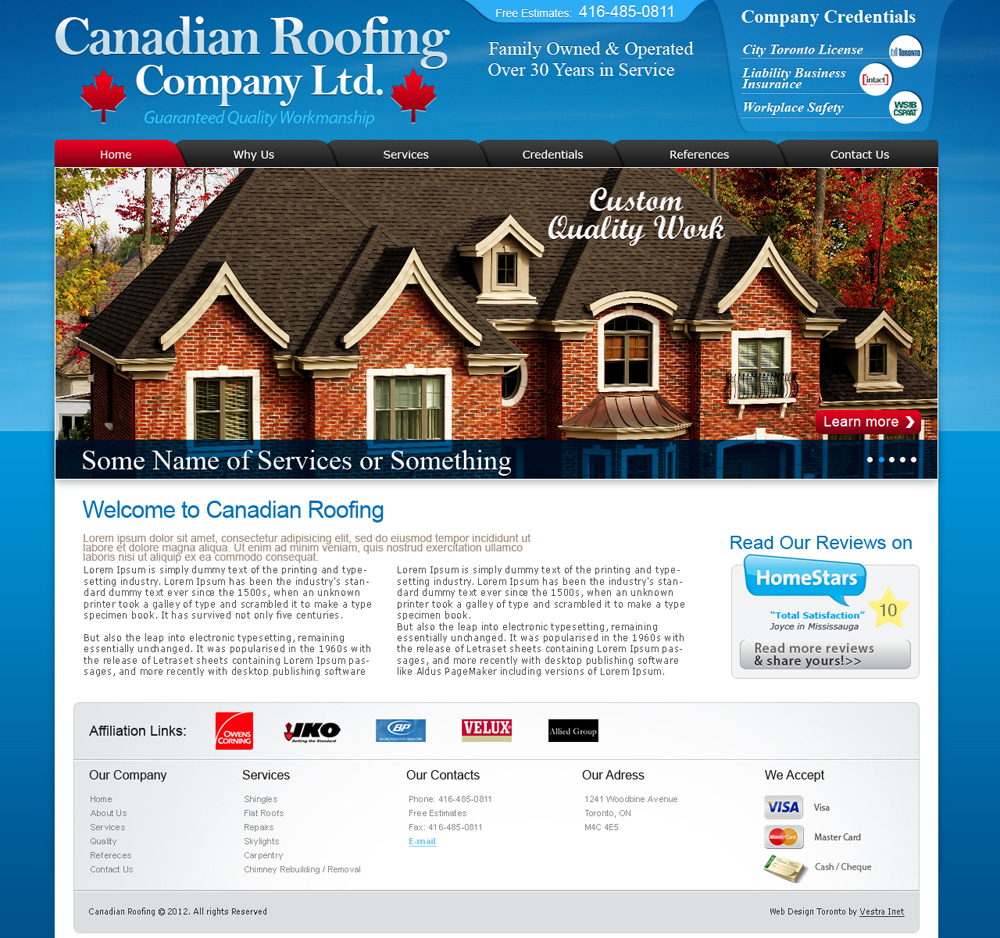 Free Estimates: 416-485-0811
Canadian Roofing
Company Ltd.
Guaranteed Quality Workmanship
Family Owned & Operated
Over 30 Years in Service
Company Credentials
City Toronto License
TORONTO
Liability Business
Insurance
[intact]
Workplace Safety
WSIB
CSPAAT
Home
Why Us
Services
Credentials
References
Contact Us
Custom
Quality Work
Learn more
Some Name of Services or Something
Welcome to Canadian Roofing
Lorem ipsum dolor sit amet, consectetur adipisicing elit, sed do eiusmod tempor incididunt ut
labore et dolore magna aliqua. Ut enim ad minim veniam, quis nostrud exercitation ullamco
laboris nisi ut aliquip ex ea commodo consequat.
Lorem Ipsum is simply dummy text of the printing and type-
setting industry. Lorem Ipsum has been the industry's stan-
dard dummy text ever since the 1500s, when an unknown
printer took a galley of type and scrambled it to make a type
specimen book. It has survived not only five centuries.
But also the leap into electronic typesetting, remaining
essentially unchanged. It was popularised in the 1960s with
the release of Letraset sheets containing Lorem Ipsum pas-
sages, and more recently with desktop publishing software
Lorem Ipsum is simply dummy text of the printing and type-
setting industry. Lorem Ipsum has been the industry's stan-
dard dummy text ever since the 1500s, when an unknown
printer took a galley of type and scrambled it to make a type
specimen book.
But also the leap into electronic typesetting, remaining
essentially unchanged. It was popularised in the 1960s with
the release of Letraset sheets containing Lorem Ipsum pas-
sages, and more recently with desktop publishing software
like Aldus PageMaker including versions of Lorem Ipsum.
Read Our Reviews on
HomeStars
"Total Satisfaction"
Joyce in Mississauga
10
Read more reviews
& share yours!>>
Affiliation Links:
OWENS
CORNING
IKO
Setting the Standard
BP
VELUX
Allied Group
Our Company
Home
About Us
Services
Quality
Refereces
Contact Us
Services
Shingles
Flat Roofs
Repairs
Skylights
Carpentry
Chimney Rebuilding / Removal
Our Contacts
Phone: 416-485-0811
Free Estimates
Fax: 416-485-0811
E-mail
Our Adress
1241 Woodbine Avenue
Toronto, ON
M4C 4E5
We Accept
VISA
Visa
MasterCard
Master Card
Cash / Cheque
Canadian Roofing © 2012. All rights Reserved
Web Design Toronto by Vestra Inet